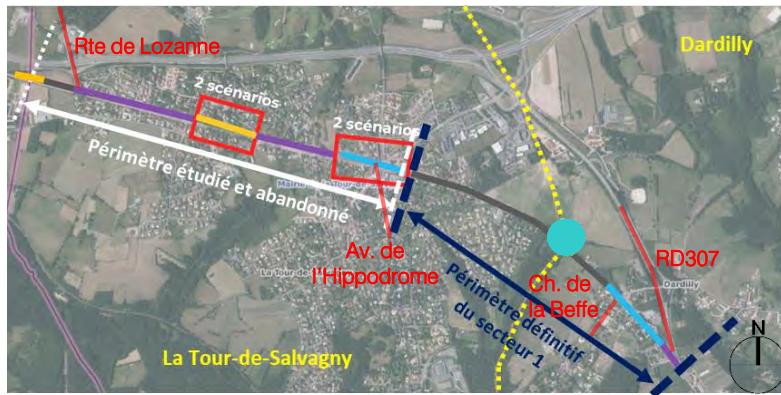 Rte de Lozanne
Dardilly
2 scénarios
2 scénarios
Périmètre étudié et abandonné
Av. de
l'Hippodrome
Périmètre définitif
du secteur 1
Ch. de
la Beffe
RD307
Dardilly
La Tour-de-Salvagny
N